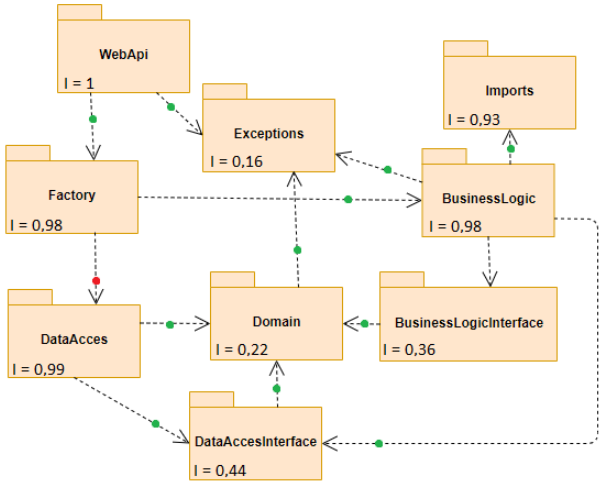 WebApi
I = 1
Exceptions
I = 0,16
Imports
I = 0,93
Factory
I = 0,98
BusinessLogic
I = 0,98
DataAcces
I = 0,99
Domain
I = 0,22
BusinessLogicInterface
I = 0,36
DataAccesInterface
I = 0,44